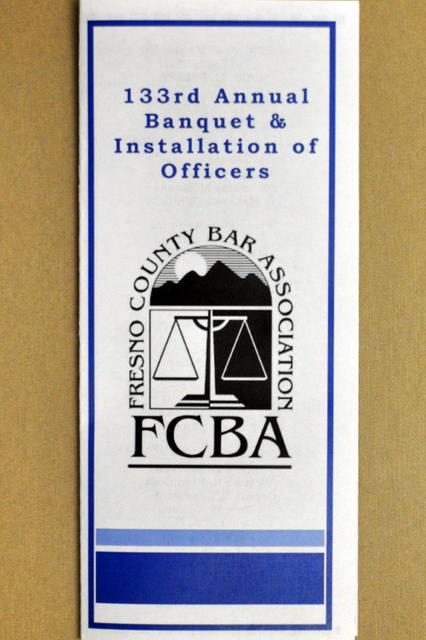 133rd Annual
Banquet &
Installation of
Officers
FRESNO COUNTY BAR ASSOCIATION
FCBA